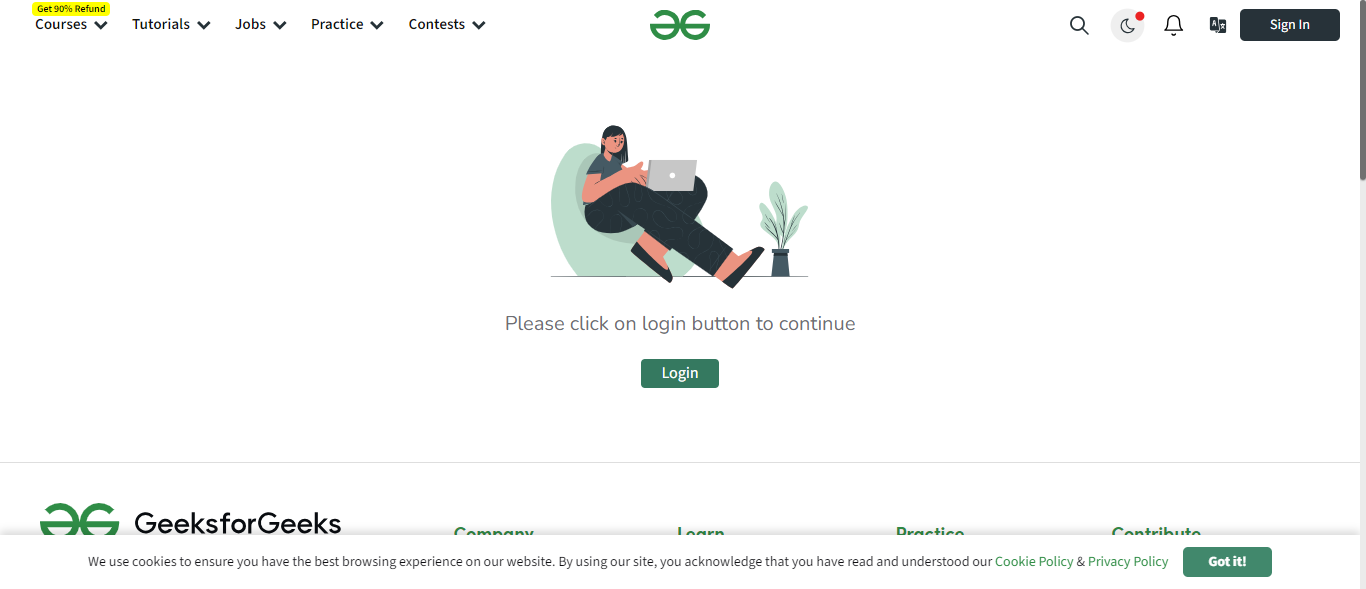 Get 90% Refund
Courses Tutorials Jobs Practice Contests Sign In
Please click on login button to continue
Login
GeeksforGeeks
Company Learn Practice Contribute
We use cookies to ensure you have the best browsing experience on our website. By using our site, you acknowledge that you have read and understood our Cookie Policy & Privacy Policy Got it!